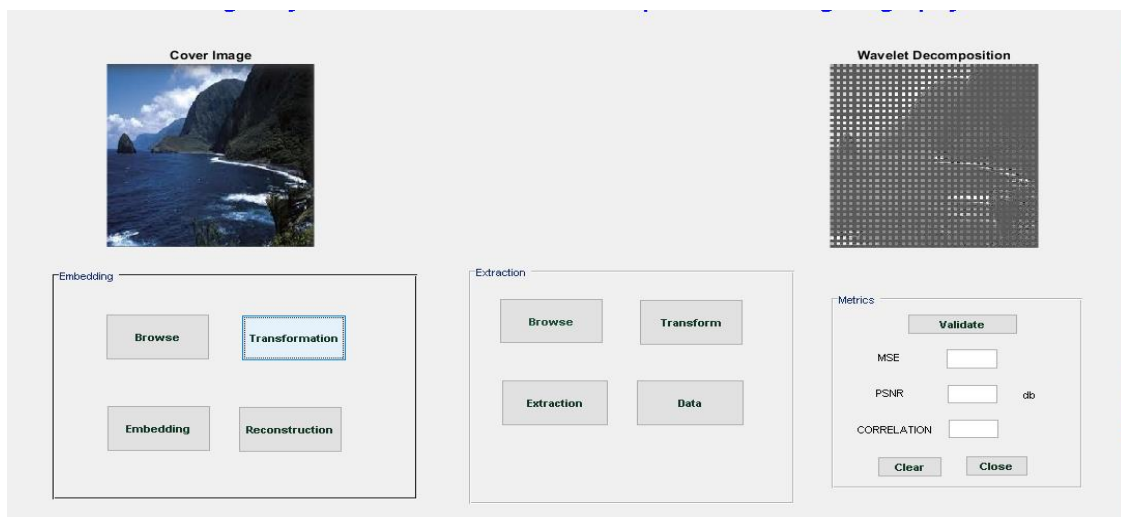 Cover Image
Wavelet Decomposition
Embedding
Browse
Transformation
Embedding
Reconstruction
Extraction
Browse
Transform
Extraction
Data
Metrics
Validate
MSE
PSNR
db
CORRELATION
Clear
Close